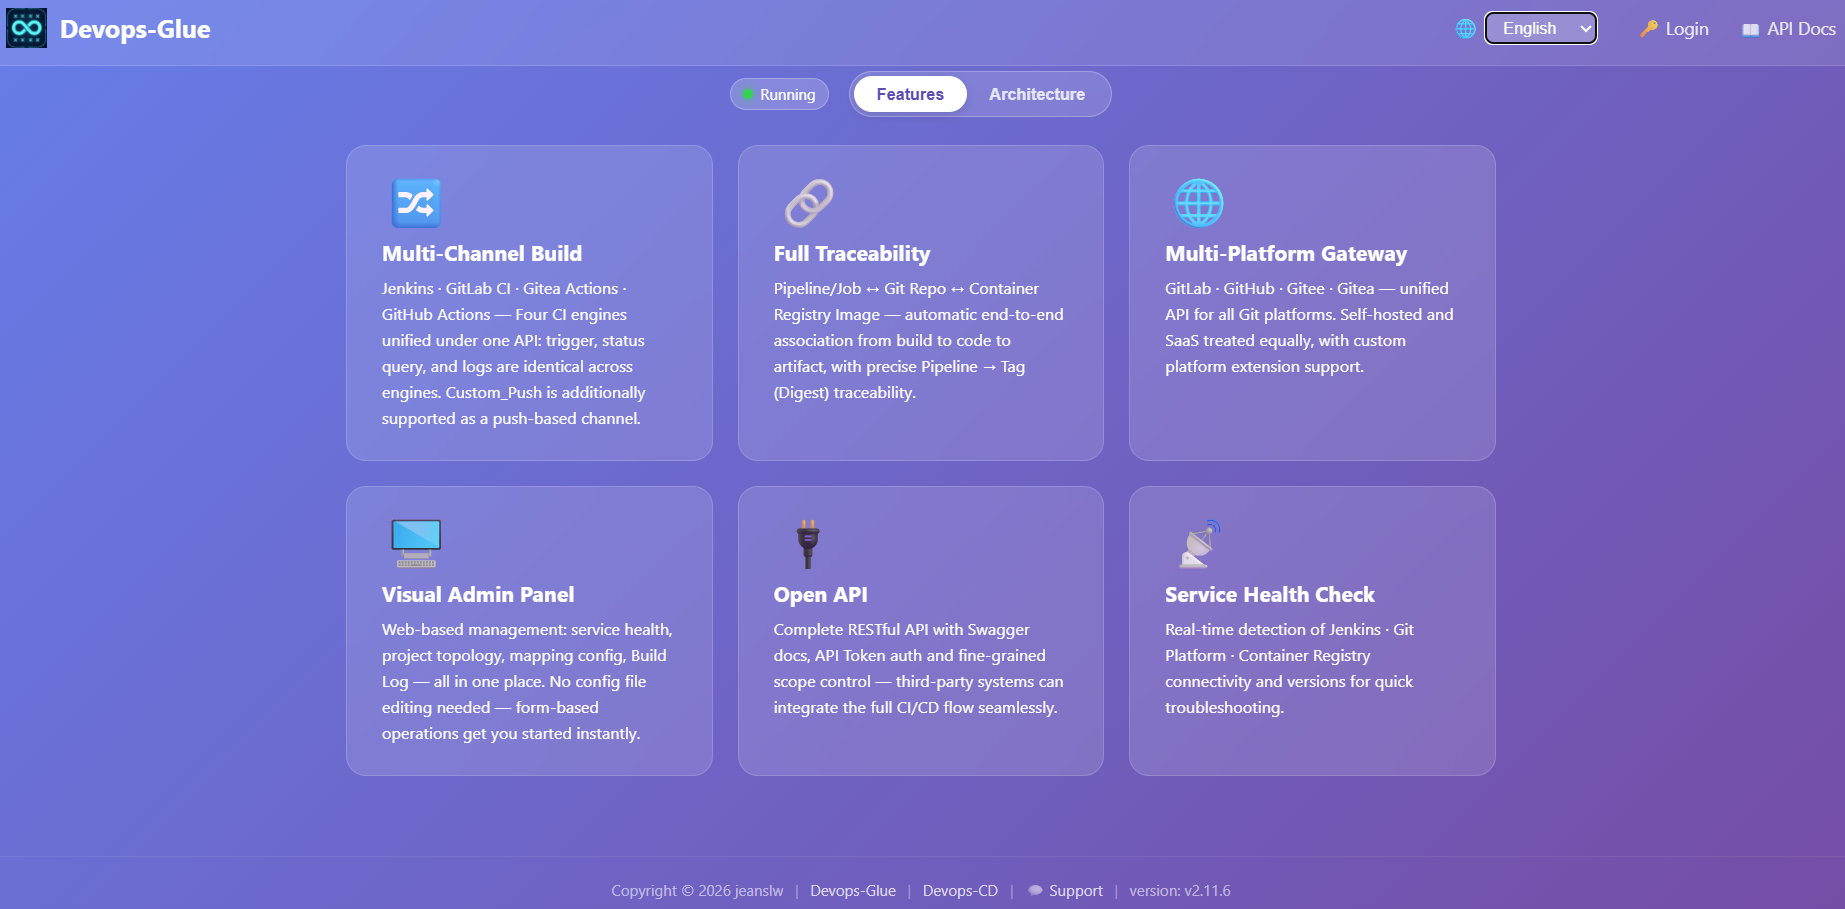 Devops-Glue
English
Login
API Docs
Running
Features
Architecture
Multi-Channel Build
Jenkins · GitLab CI · Gitea Actions ·
GitHub Actions — Four CI engines
unified under one API: trigger, status
query, and logs are identical across
engines. Custom_Push is additionally
supported as a push-based channel.
Full Traceability
Pipeline/Job ↔ Git Repo ↔ Container
Registry Image — automatic end-to-end
association from build to code to
artifact, with precise Pipeline → Tag
(Digest) traceability.
Multi-Platform Gateway
GitLab · GitHub · Gitee · Gitea — unified
API for all Git platforms. Self-hosted and
SaaS treated equally, with custom
platform extension support.
Visual Admin Panel
Web-based management: service health,
project topology, mapping config, Build
Log — all in one place. No config file
editing needed — form-based
operations get you started instantly.
Open API
Complete RESTful API with Swagger
docs, API Token auth and fine-grained
scope control — third-party systems can
integrate the full CI/CD flow seamlessly.
Service Health Check
Real-time detection of Jenkins · Git
Platform · Container Registry
connectivity and versions for quick
troubleshooting.
Copyright © 2026 jeanslw | Devops-Glue | Devops-CD | Support | version: v2.11.6